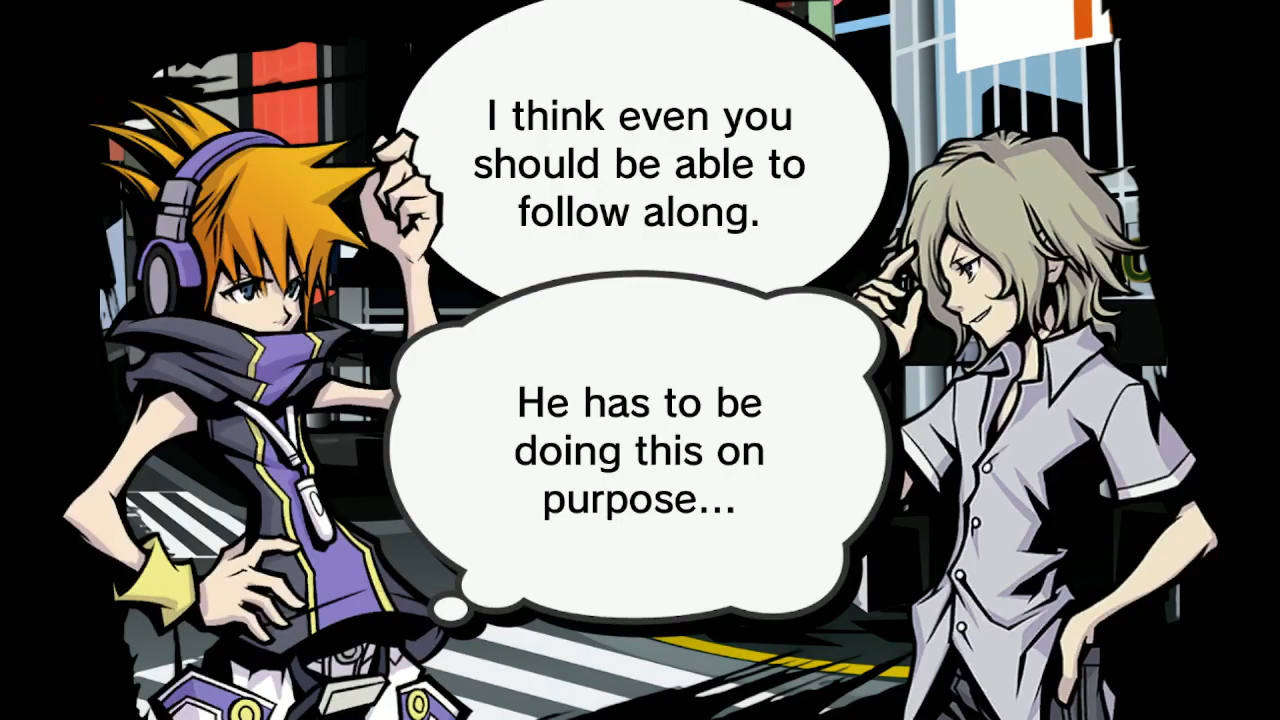 I think even you
should be able to
follow along.
He has to be
doing this on
purpose...